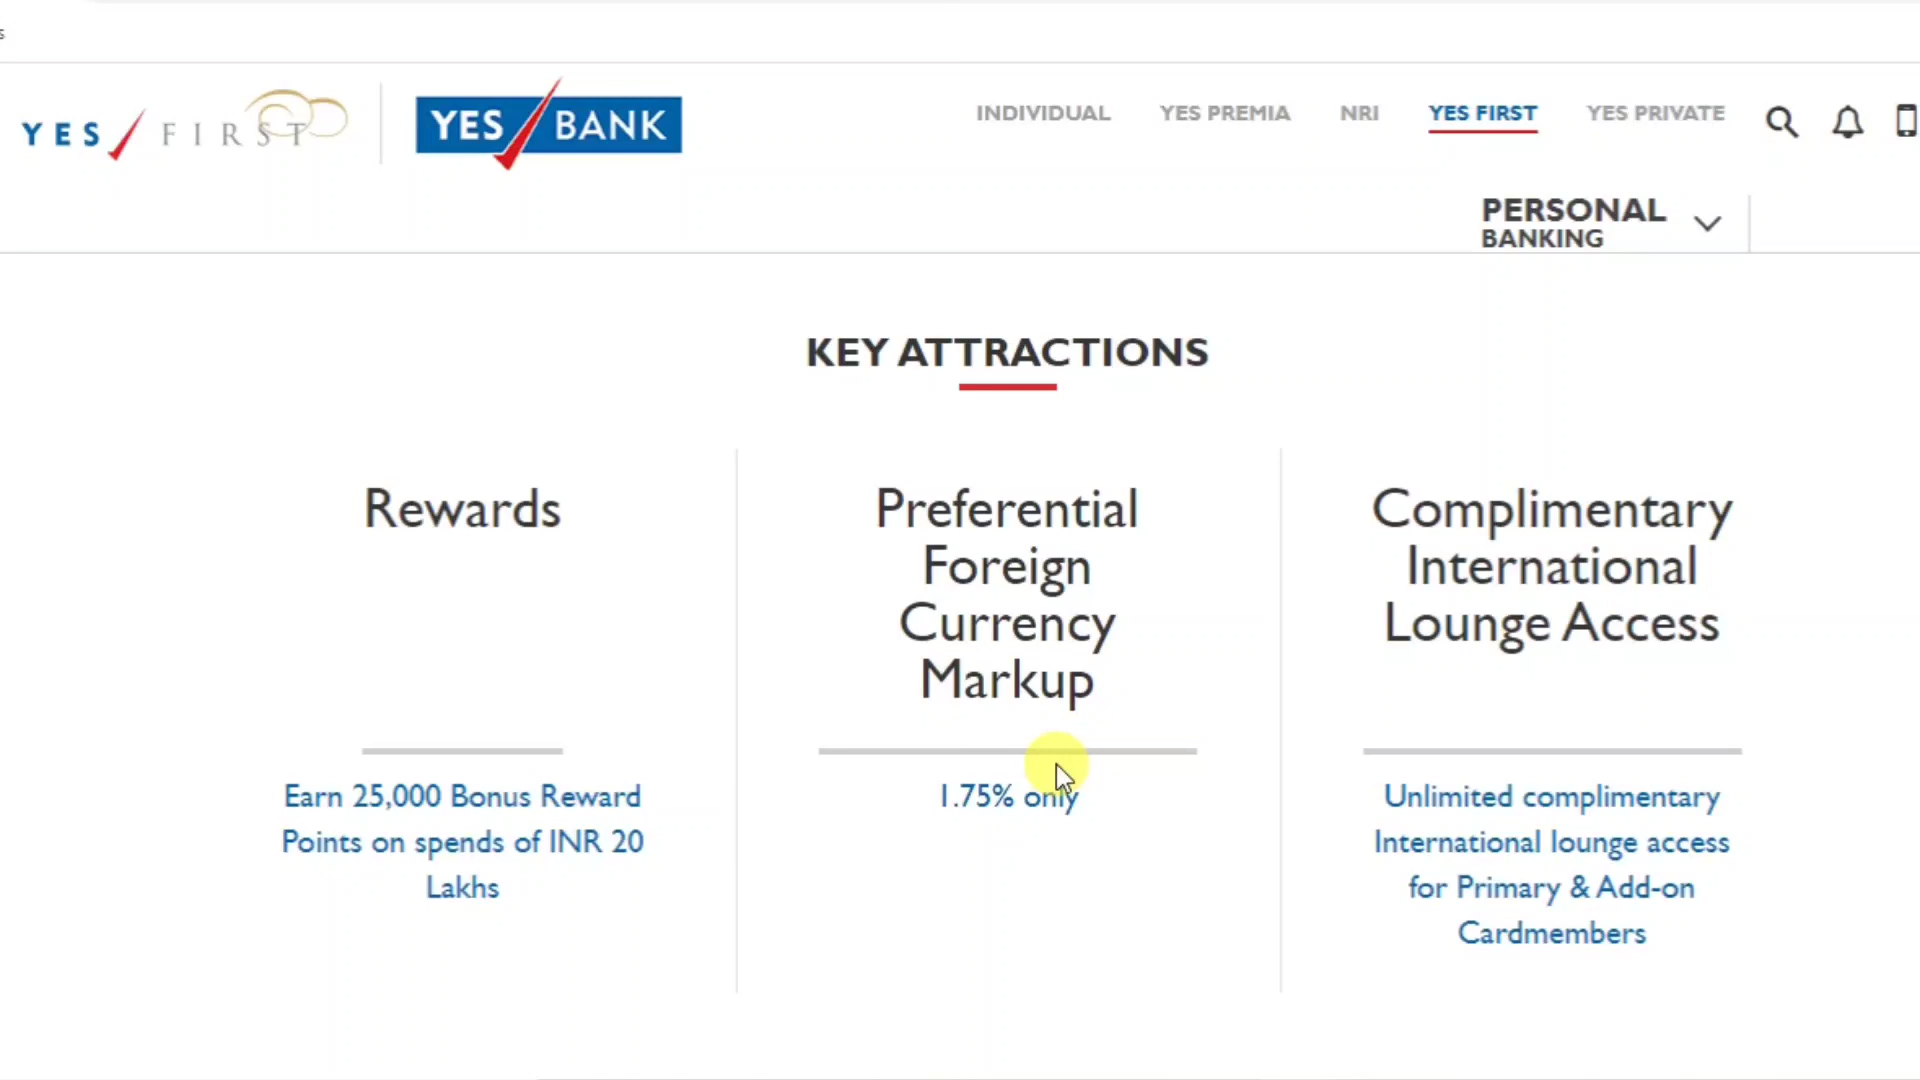 s
YES FIRST
YES BANK
INDIVIDUAL YES PREMIA NRI YES FIRST YES PRIVATE
PERSONAL
BANKING
KEY ATTRACTIONS
Rewards
Earn 25,000 Bonus Reward
Points on spends of INR 20
Lakhs
Preferential
Foreign
Currency
Markup
1.75% only
Complimentary
International
Lounge Access
Unlimited complimentary
International lounge access
for Primary & Add-on
Cardmembers